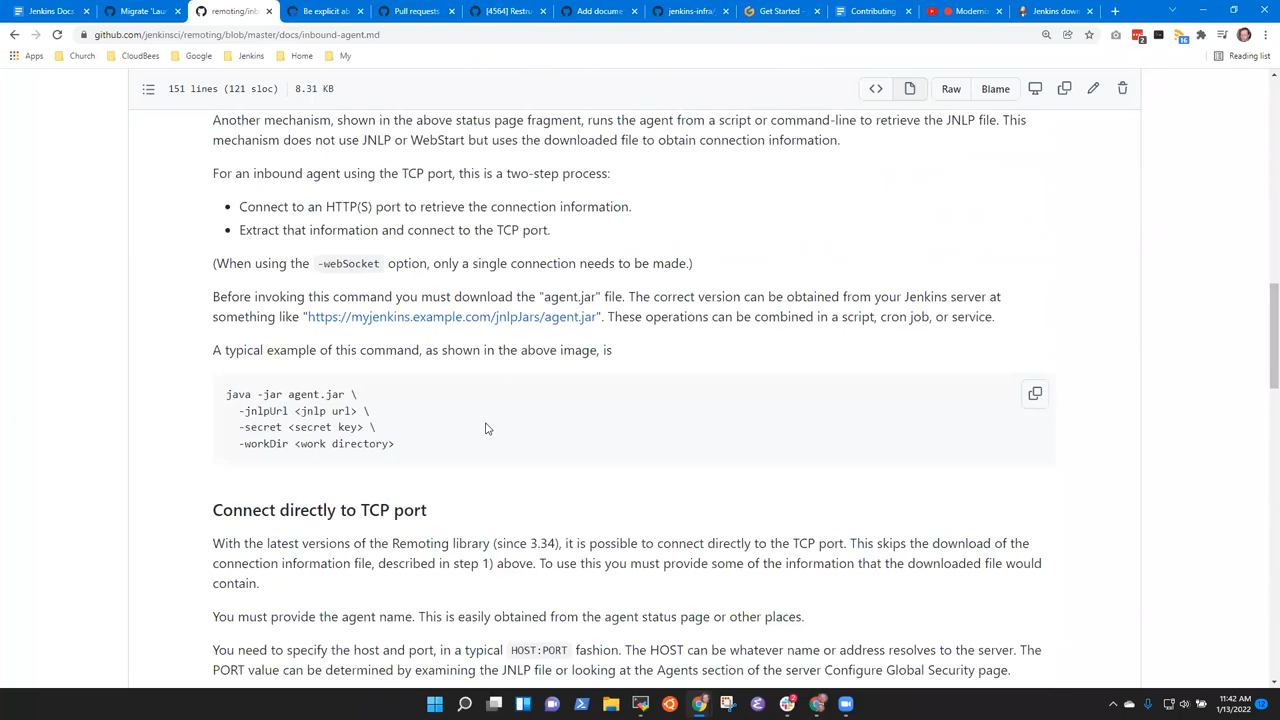 Jenkins Docs
Migrate 'Laun
remoting/inb
Be explicit ab
Pull requests
[4564] Restru
Add docume
jenkins-infra/
Get Started -
Contributing
Modernis
Jenkins down
github.com/jenkinsci/remoting/blob/master/docs/inbound-agent.md
Apps
Church
CloudBees
Google
Jenkins
Home
My
Reading list
151 lines (121 sloc)
8.31 KB
Raw
Blame
Another mechanism, shown in the above status page fragment, runs the agent from a script or command-line to retrieve the JNLP file. This
mechanism does not use JNLP or WebStart but uses the downloaded file to obtain connection information.
For an inbound agent using the TCP port, this is a two-step process:
• Connect to an HTTP(S) port to retrieve the connection information.
• Extract that information and connect to the TCP port.
(When using the -webSocket option, only a single connection needs to be made.)
Before invoking this command you must download the "agent.jar" file. The correct version can be obtained from your Jenkins server at
something like "https://myjenkins.example.com/jnlpJars/agent.jar". These operations can be combined in a script, cron job, or service.
A typical example of this command, as shown in the above image, is
java -jar agent.jar \
-jnlpUrl <jnlp url> \
-secret <secret key> \
-workDir <work directory>
Connect directly to TCP port
With the latest versions of the Remoting library (since 3.34), it is possible to connect directly to the TCP port. This skips the download of the
connection information file, described in step 1) above. To use this you must provide some of the information that the downloaded file would
contain.
You must provide the agent name. This is easily obtained from the agent status page or other places.
You need to specify the host and port, in a typical HOST:PORT fashion. The HOST can be whatever name or address resolves to the server. The
PORT value can be determined by examining the JNLP file or looking at the Agents section of the server Configure Global Security page.
11:42 AM
1/13/2022